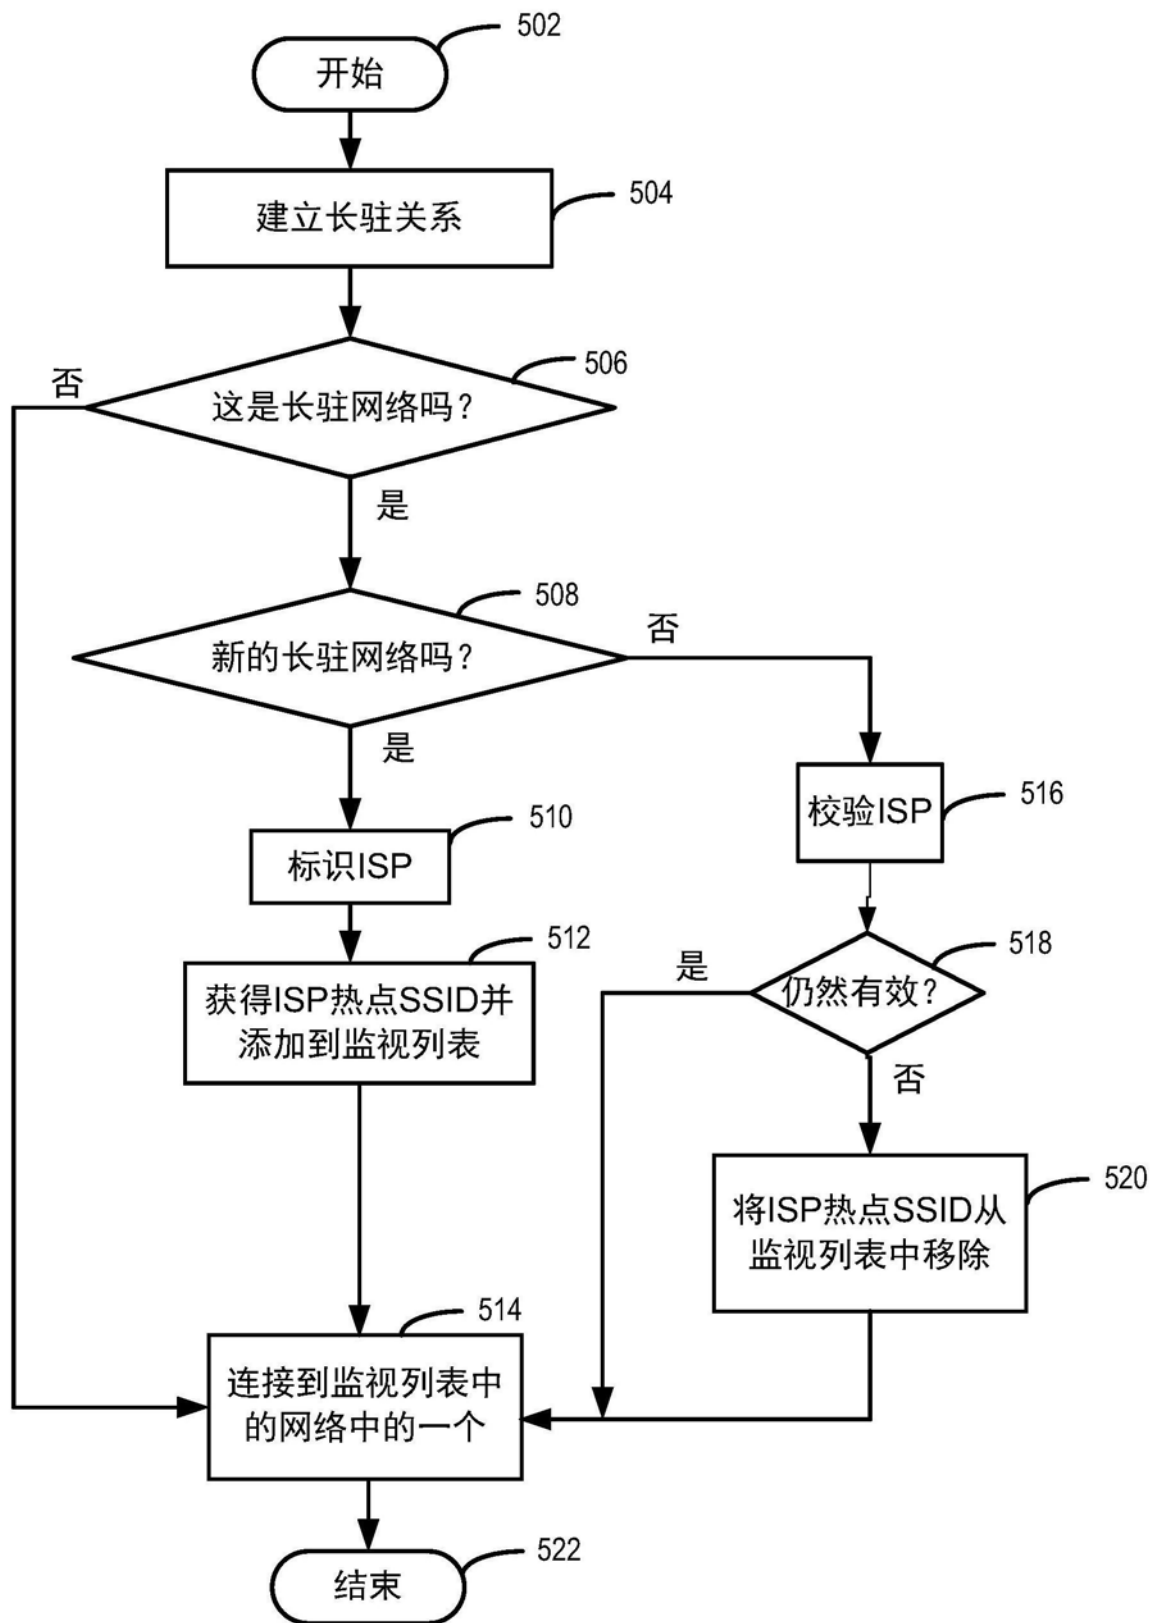 502
开始
504
建立长驻关系
506
否
这是长驻网络吗？
是
508
否
新的长驻网络吗？
是
510
标识ISP
516
校验ISP
512
获得ISP热点SSID并
添加到监视列表
518
是
仍然有效？
否
520
将ISP热点SSID从
监视列表中移除
514
连接到监视列表中
的网络中的一个
522
结束